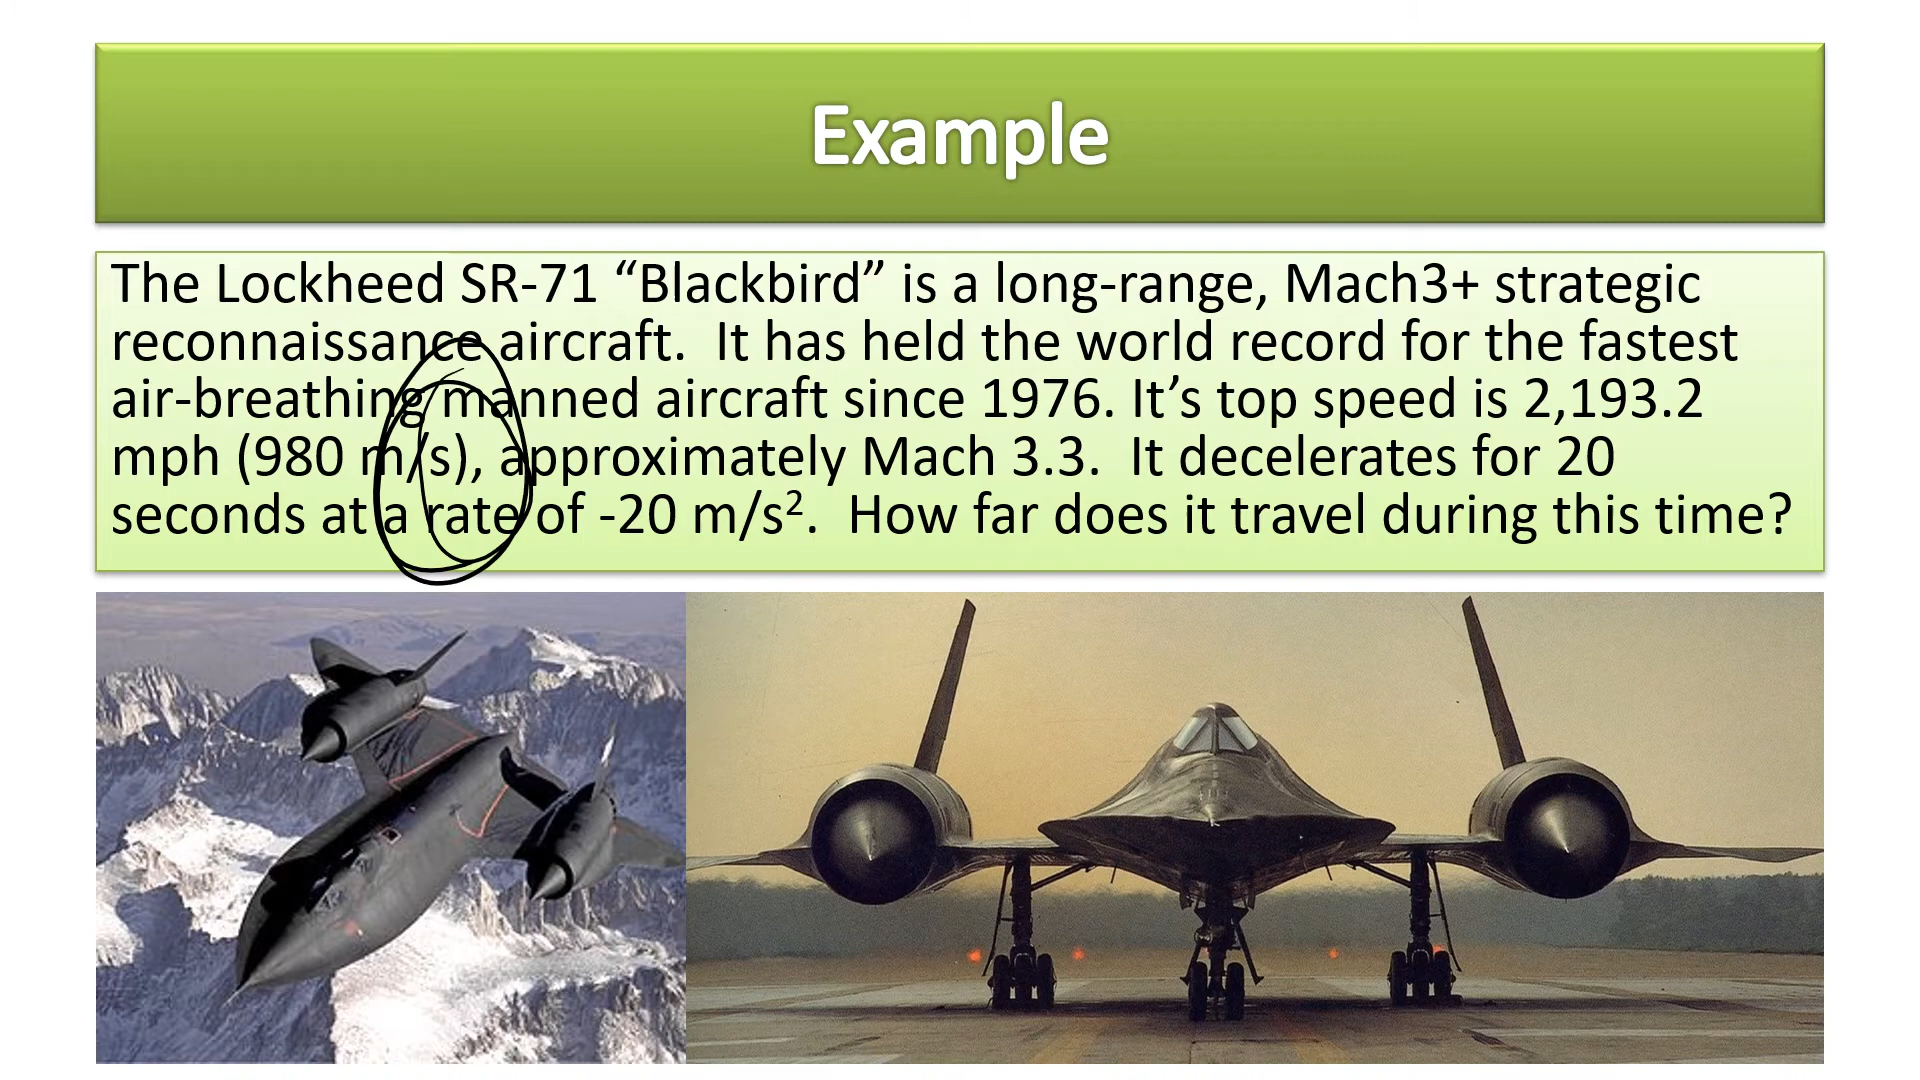 Example
The Lockheed SR-71 “Blackbird” is a long-range, Mach3+ strategic
reconnaissance aircraft.  It has held the world record for the fastest
air-breathing manned aircraft since 1976. It’s top speed is 2,193.2
mph (980 m/s), approximately Mach 3.3.  It decelerates for 20
seconds at a rate of -20 m/s².  How far does it travel during this time?